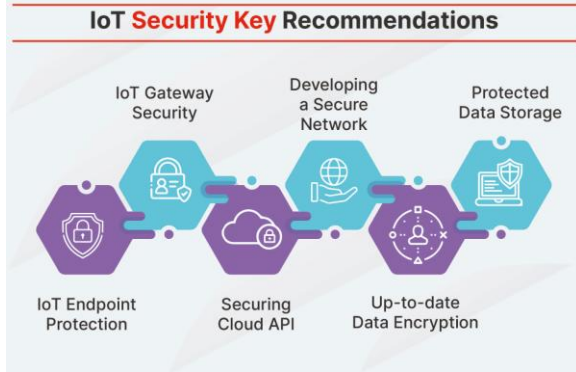 IoT Security Key Recommendations
IoT Gateway
Security
Developing
a Secure
Network
Protected
Data Storage
IoT Endpoint
Protection
Securing
Cloud API
Up-to-date
Data Encryption